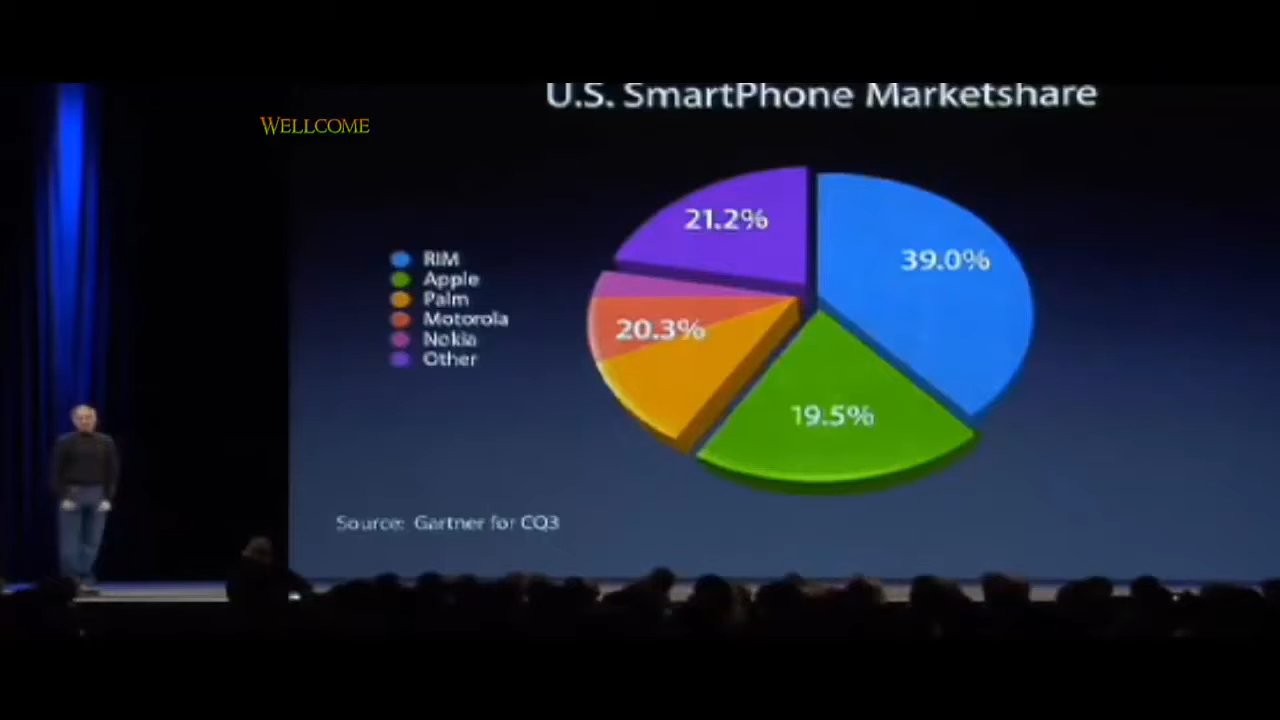 U.S. SmartPhone Marketshare
WELLCOME
21.2%
39.0%
RIM
Apple
Palm
Motorola
Nokia
Other
20.3%
19.5%
Source: Gartner for CQ3